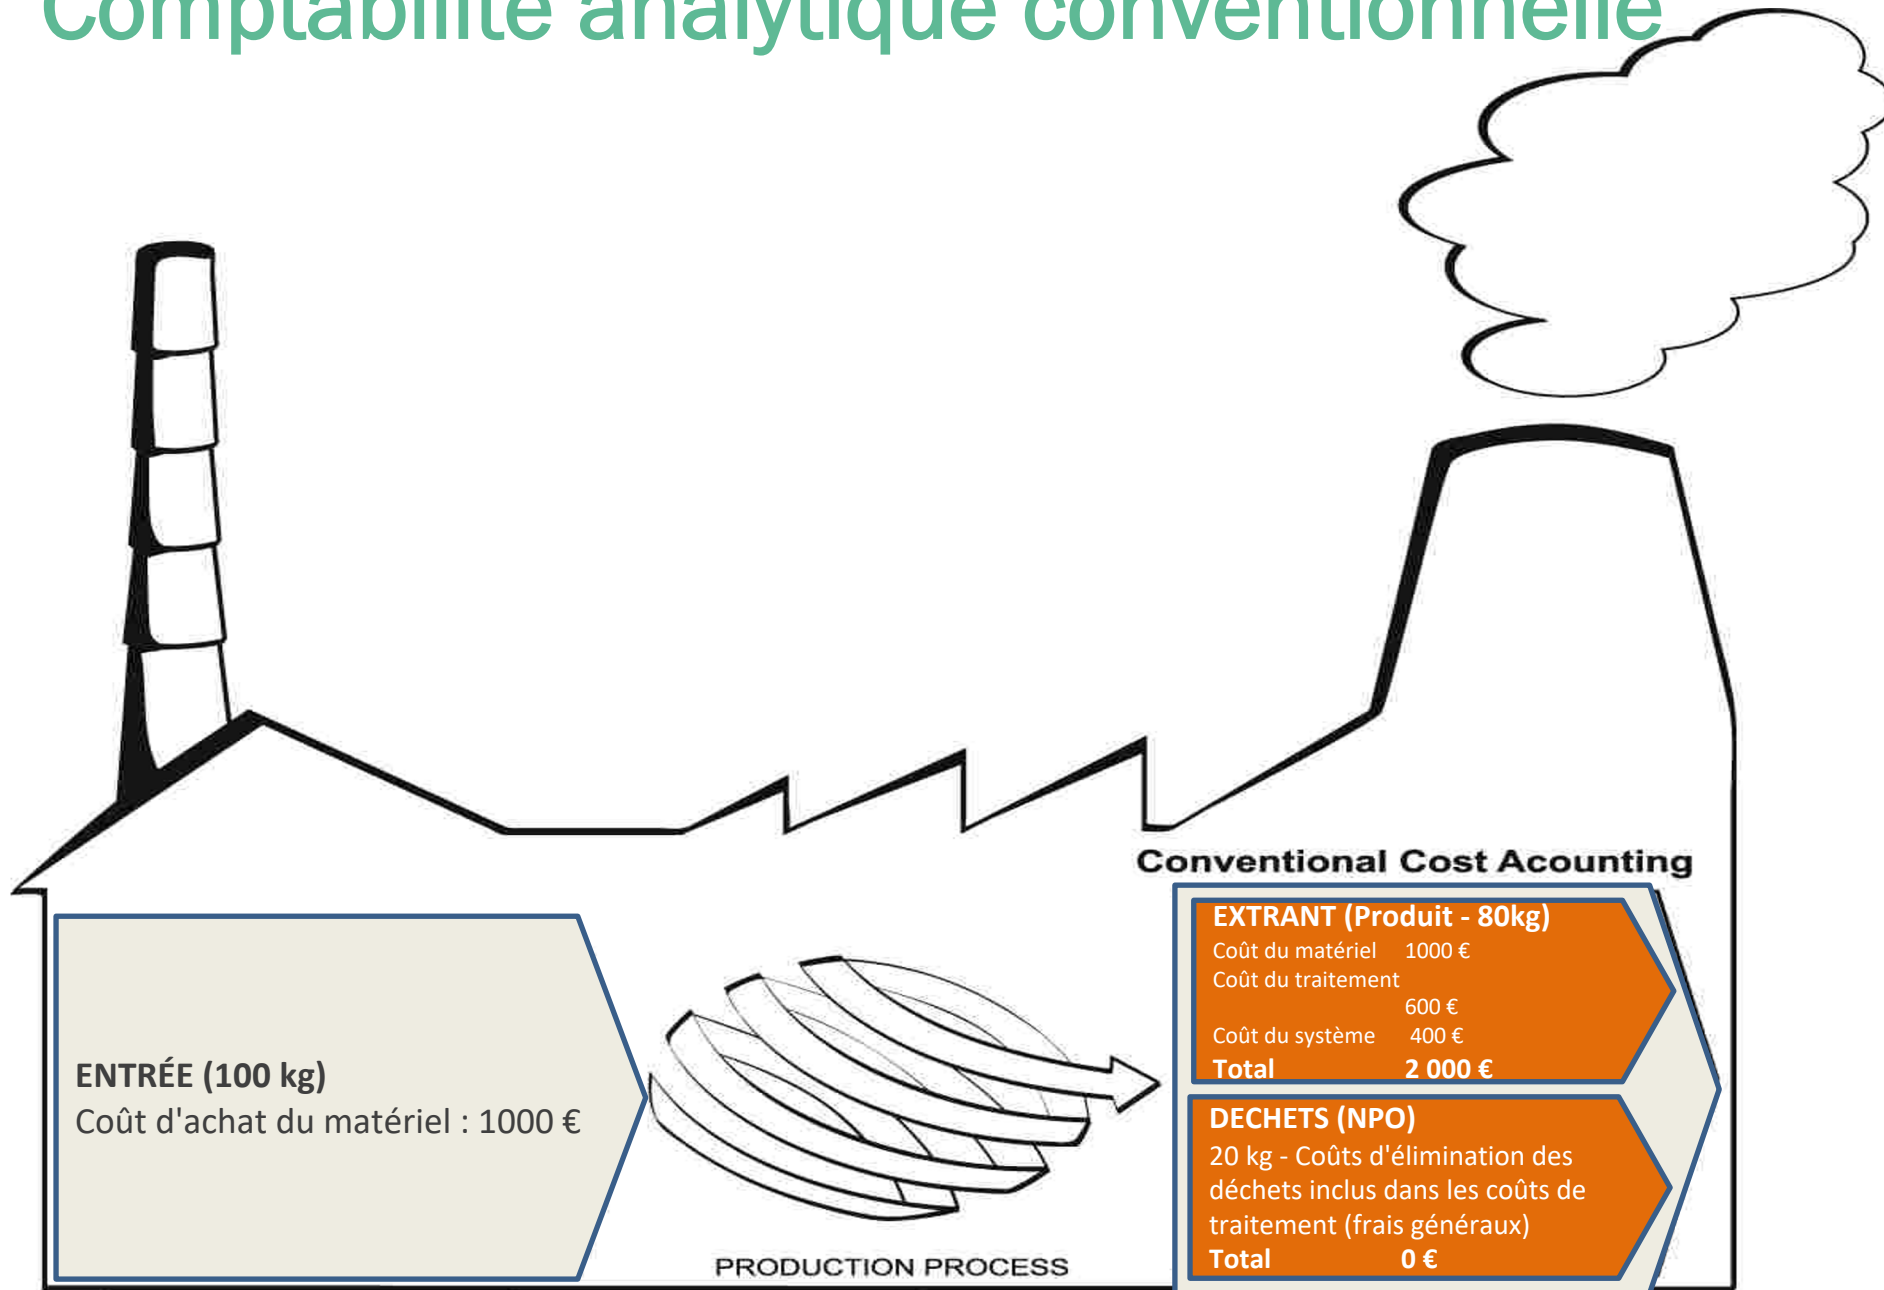 Comptabilité analytique conventionnelle
Conventional Cost Acounting
ENTRÉE (100 kg)
Coût d'achat du matériel : 1000 €
PRODUCTION PROCESS
EXTRANT (Produit - 80kg)
Coût du matériel 1000 €
Coût du traitement
600 €
Coût du système 400 €
Total 2 000 €
DECHETS (NPO)
20 kg - Coûts d'élimination des
déchets inclus dans les coûts de
traitement (frais généraux)
Total 0 €